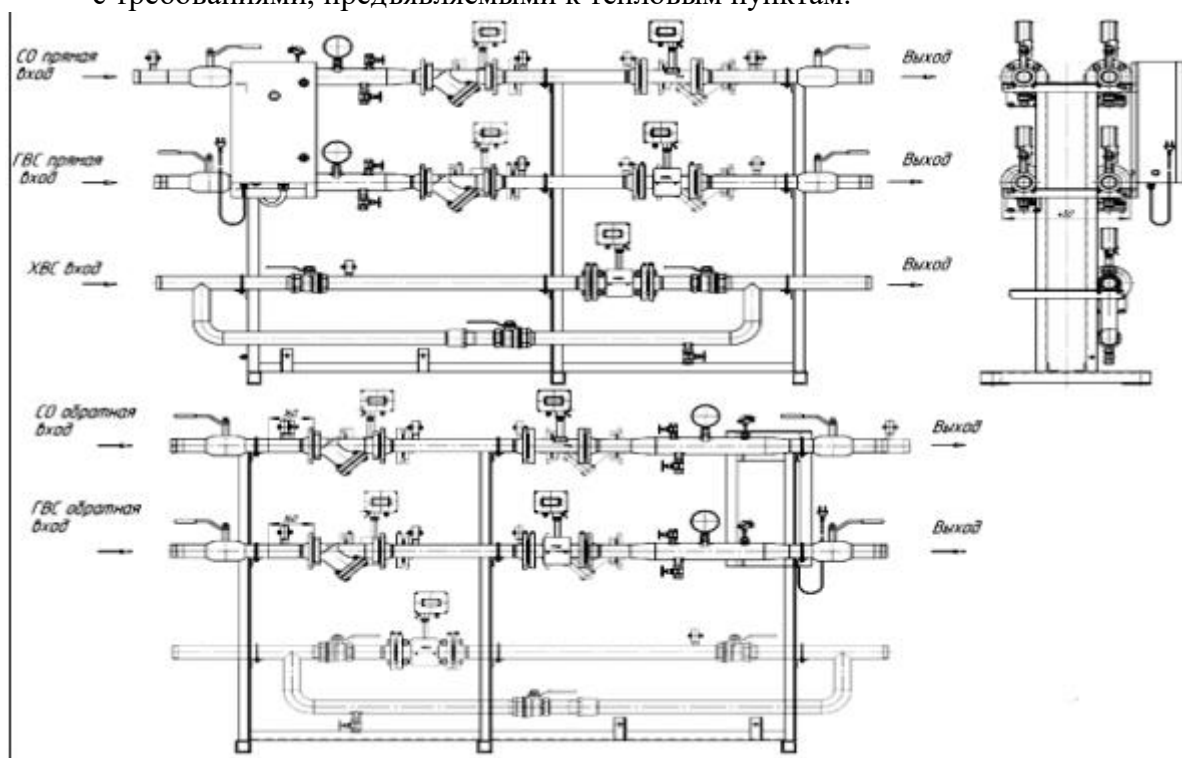 с требованиями, предъявляемыми к тепловым пунктам.
СО прямая
вход
Выход
ГВС прямая
вход
Выход
ХВС вход
Выход
СО обратная
вход
Выход
ГВС обратная
вход
Выход